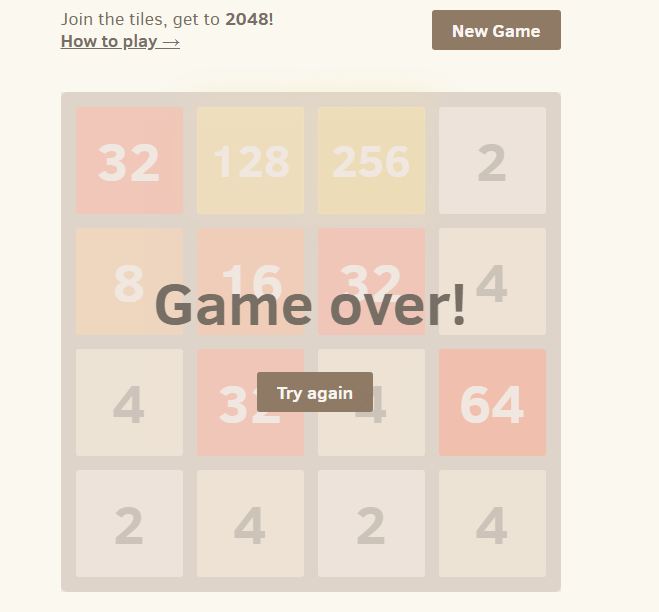 Join the tiles, get to 2048!
How to play →
New Game
32 128 256 2
8 16 32 4
Game over!
4 32 4 64
Try again
2 4 2 4